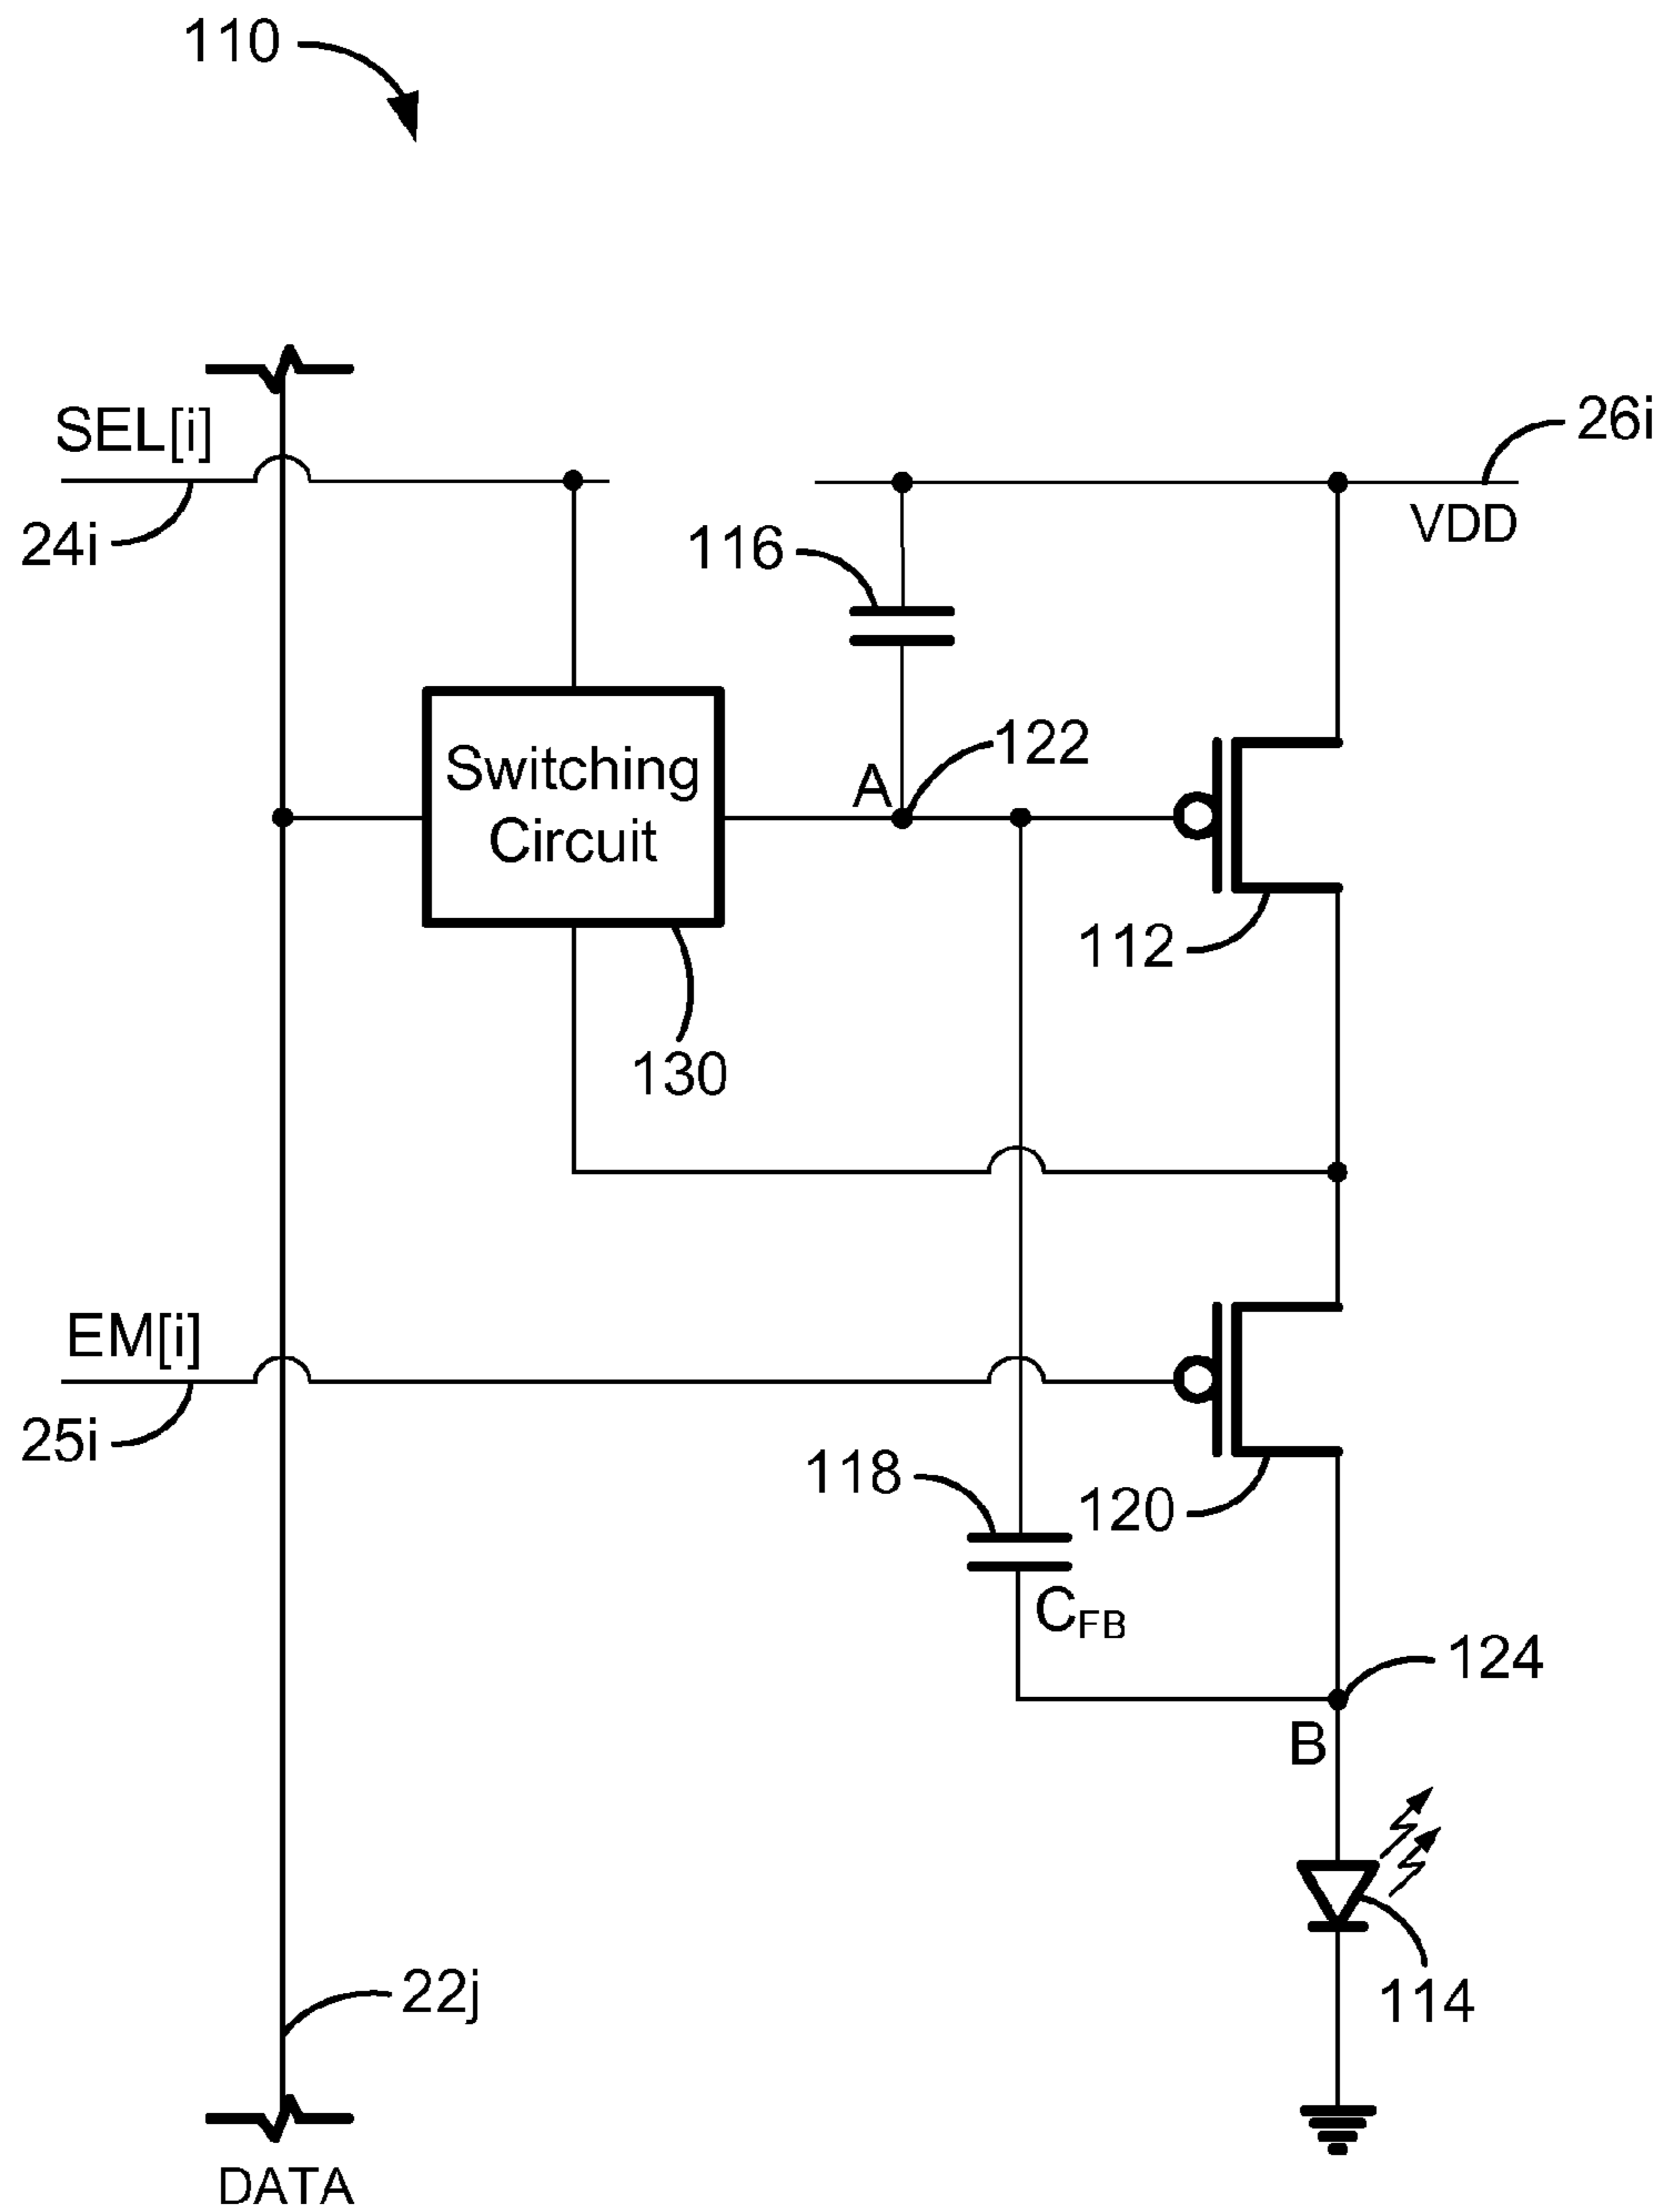 110
SEL[i]
26i
24i
VDD
116
122
A
Switching
Circuit
112
130
EM[i]
25i
118
120
CFB
124
B
22j
114
DATA